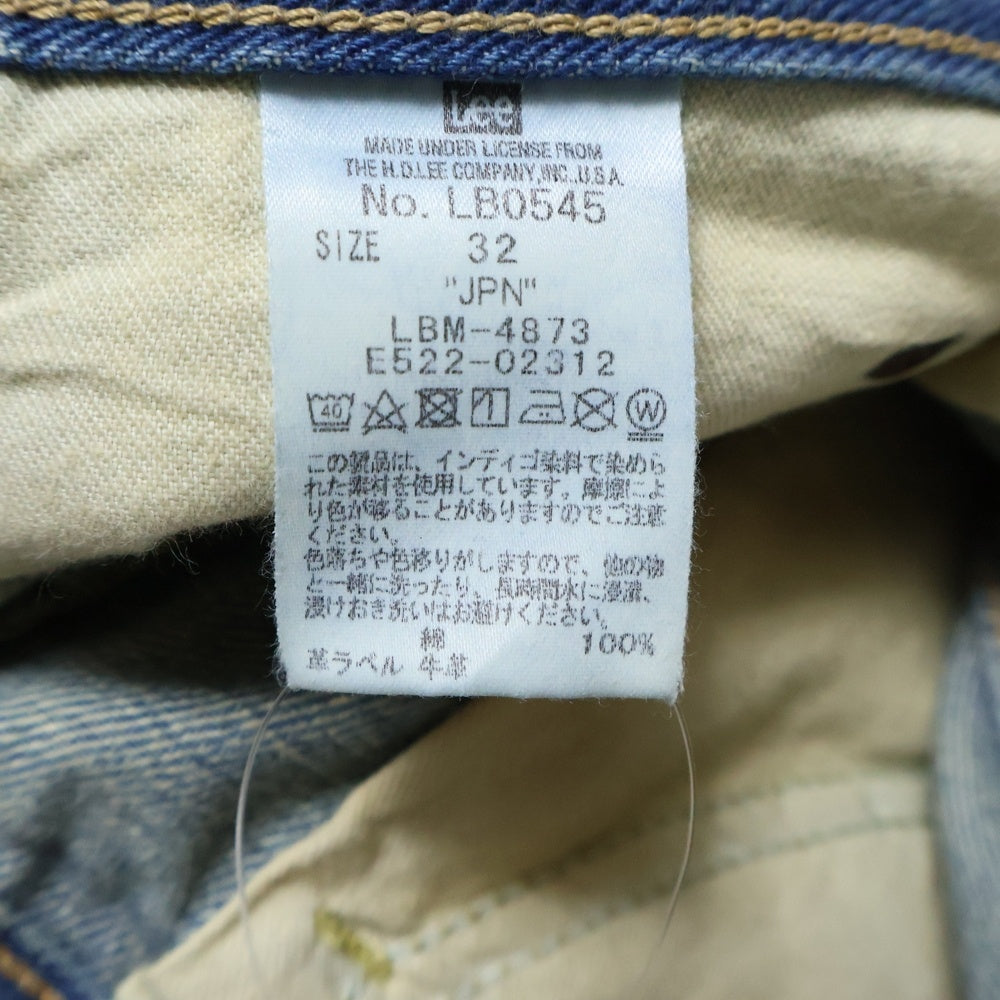 Lee
MADE UNDER LICENSE FROM
THE H.D.LEE COMPANY,INC.,U.S.A.
No. LB0545
SIZE 32
"JPN"
LBM-4873
E522-02312
40 W
この製品は、インディゴ染料で染めら
れた素材を使用しています。摩擦によ
り色が移ることがありますのでご注意
ください。
色落ちや色移りがしますので、他の物
と一緒に洗ったり、長時間水に浸漬、
浸けおき洗いはお避けください。
綿 100%
革ラベル 牛革